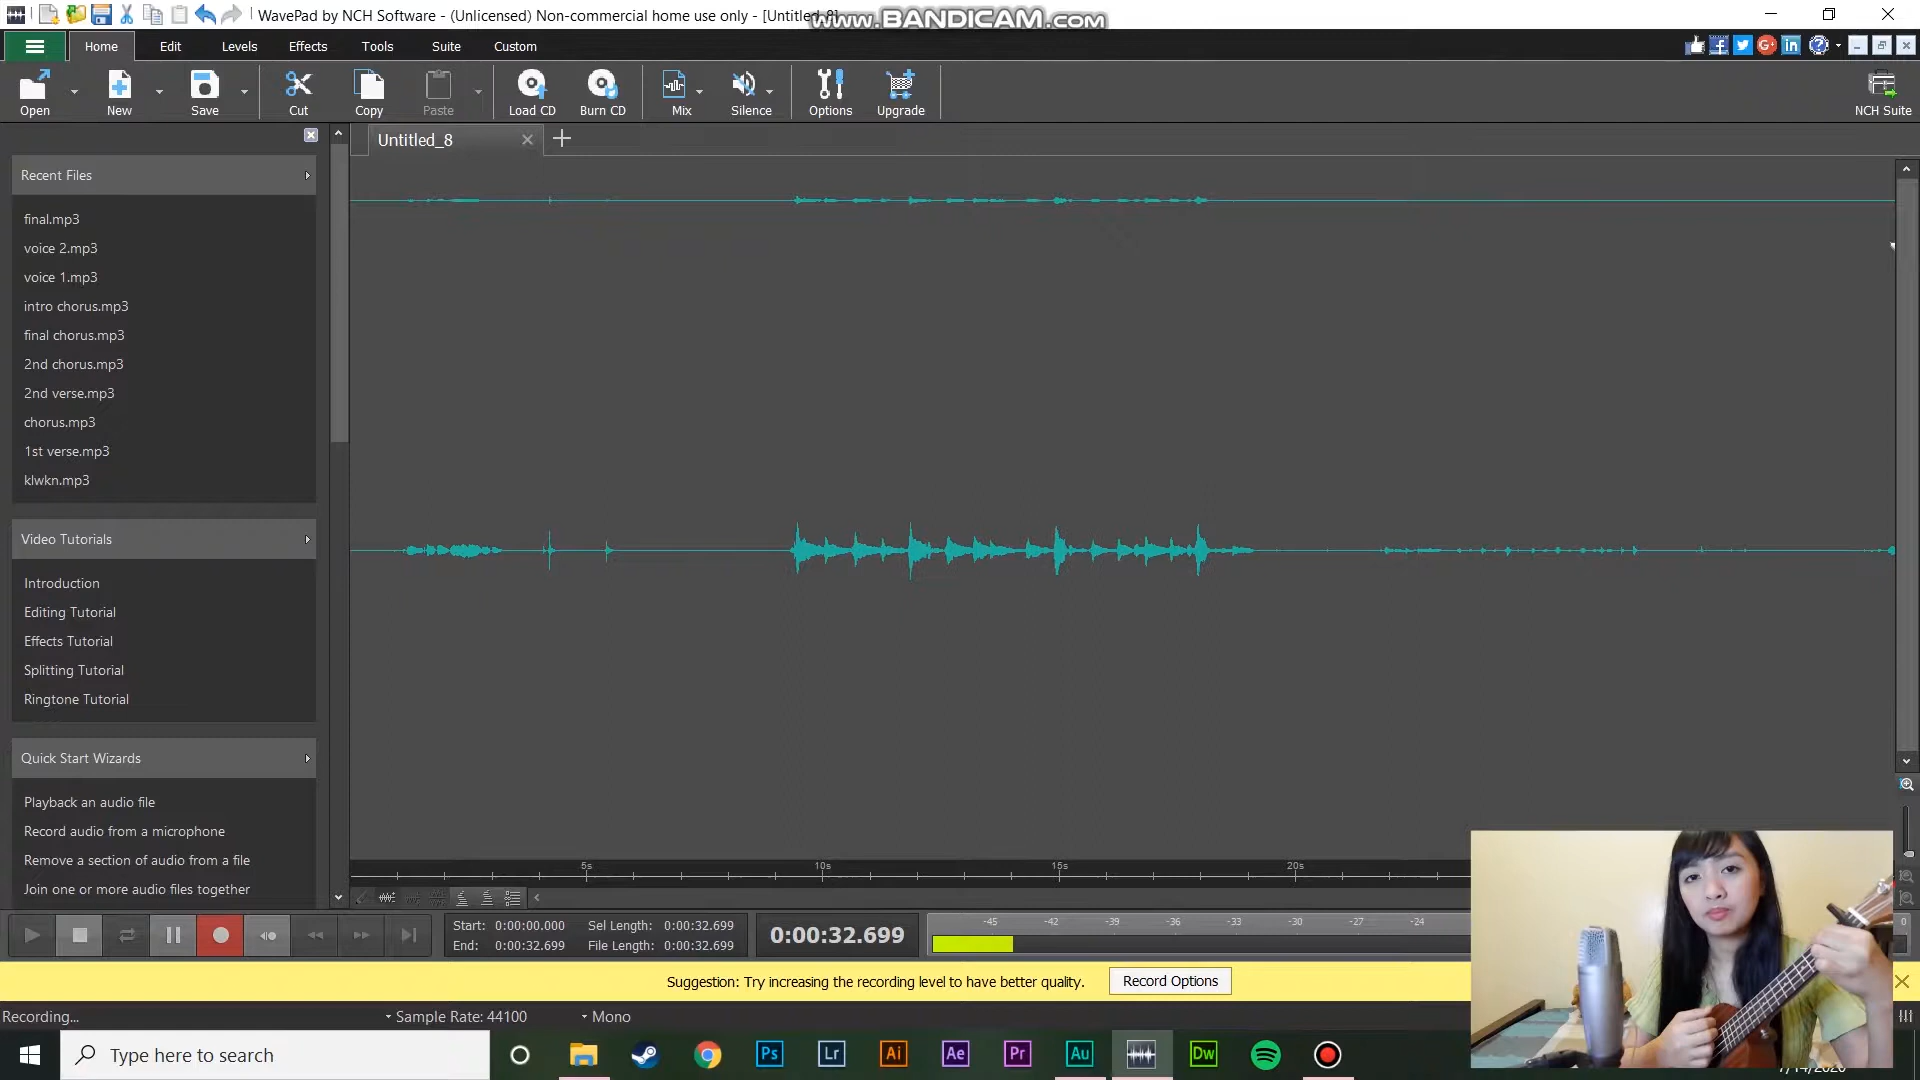 WavePad by NCH Software - (Unlicensed) Non-commercial home use only - [Untitled_8]
www.BANDICAM.com
Home Edit Levels Effects Tools Suite Custom
Open New Save Cut Copy Paste Load CD Burn CD Mix Silence Options Upgrade NCH Suite
Untitled_8
Recent Files
final.mp3
voice 2.mp3
voice 1.mp3
intro chorus.mp3
final chorus.mp3
2nd chorus.mp3
2nd verse.mp3
chorus.mp3
1st verse.mp3
klwkn.mp3
Video Tutorials
Introduction
Editing Tutorial
Effects Tutorial
Splitting Tutorial
Ringtone Tutorial
Quick Start Wizards
Playback an audio file
Record audio from a microphone
Remove a section of audio from a file
Join one or more audio files together
5s 10s 15s 20s
Start: 0:00:00.000 Sel Length: 0:00:32.699
End: 0:00:32.699 File Length: 0:00:32.699
0:00:32.699
-45 -42 -39 -36 -33 -30 -27 -24 0
Suggestion: Try increasing the recording level to have better quality. Record Options
Recording... Sample Rate: 44100 Mono
Type here to search
Ps Lr Ai Ae Pr Au Dw